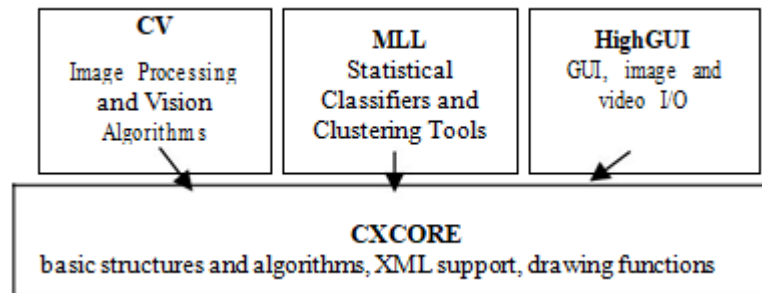 CV
Image Processing
and Vision
Algorithms
MLL
Statistical
Classifiers and
Clustering Tools
HighGUI
GUI, image and
video I/O
CXCORE
basic structures and algorithms, XML support, drawing functions